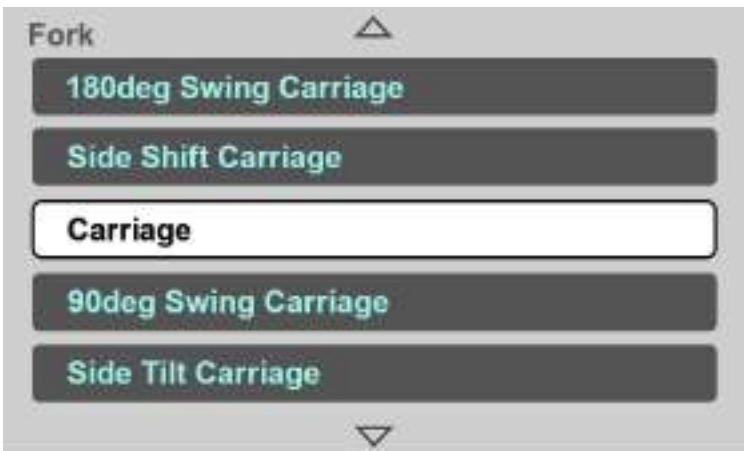 Fork
180deg Swing Carriage
Side Shift Carriage
Carriage
90deg Swing Carriage
Side Tilt Carriage